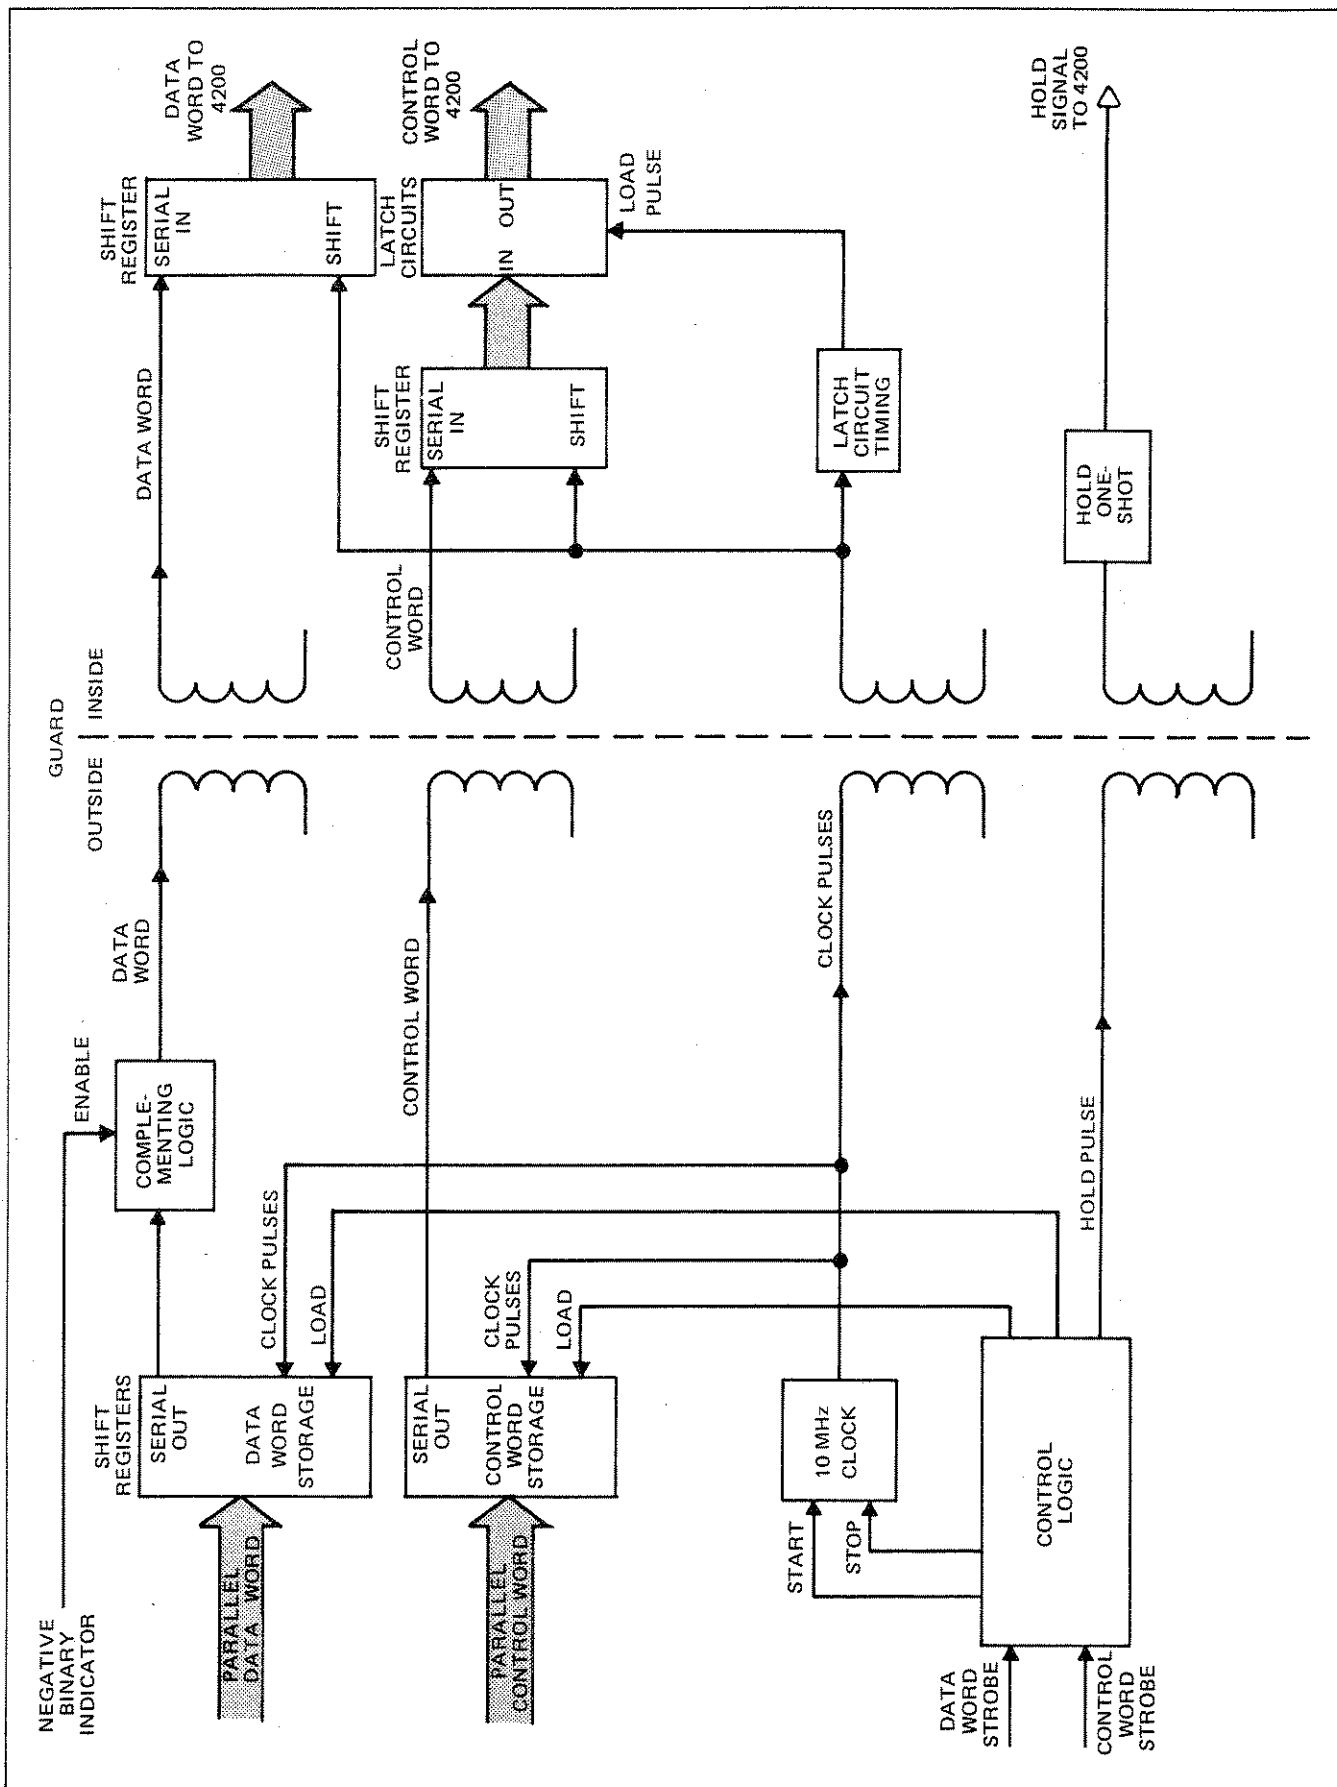 NEGATIVE
BINARY
INDICATOR
PARALLEL
DATA WORD
SHIFT
REGISTERS
SERIAL
OUT
DATA
WORD
STORAGE
CLOCK PULSES
LOAD
ENABLE
COMPLE-
MENTING
LOGIC
DATA
WORD
GUARD
OUTSIDE
INSIDE
DATA WORD
SHIFT
REGISTER
SERIAL
IN
SHIFT
DATA
WORD TO
4200
PARALLEL
CONTROL WORD
SERIAL
OUT
CONTROL
WORD
STORAGE
CLOCK
PULSES
LOAD
CONTROL WORD
CONTROL
WORD
SHIFT
REGISTER
SERIAL
IN
SHIFT
LATCH
CIRCUITS
IN OUT
CONTROL
WORD TO
4200
LOAD
PULSE
START
STOP
10 MHz
CLOCK
CLOCK PULSES
LATCH
CIRCUIT
TIMING
DATA
WORD
STROBE
CONTROL
WORD
STROBE
CONTROL
LOGIC
HOLD PULSE
HOLD
ONE-
SHOT
HOLD
SIGNAL
TO 4200